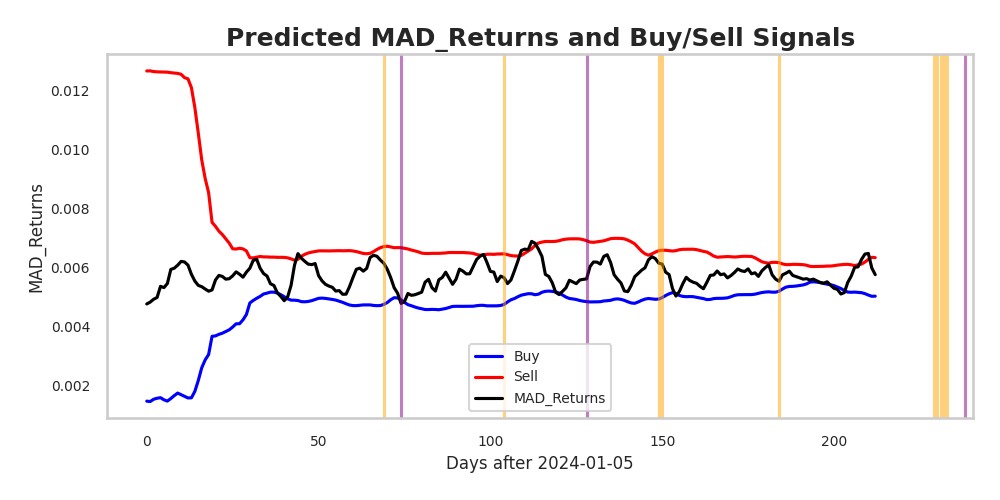 Predicted MAD_Returns and Buy/Sell Signals
MAD_Returns
0.012
0.010
0.008
0.006
0.004
0.002
Buy
Sell
MAD_Returns
0 50 100 150 200
Days after 2024-01-05